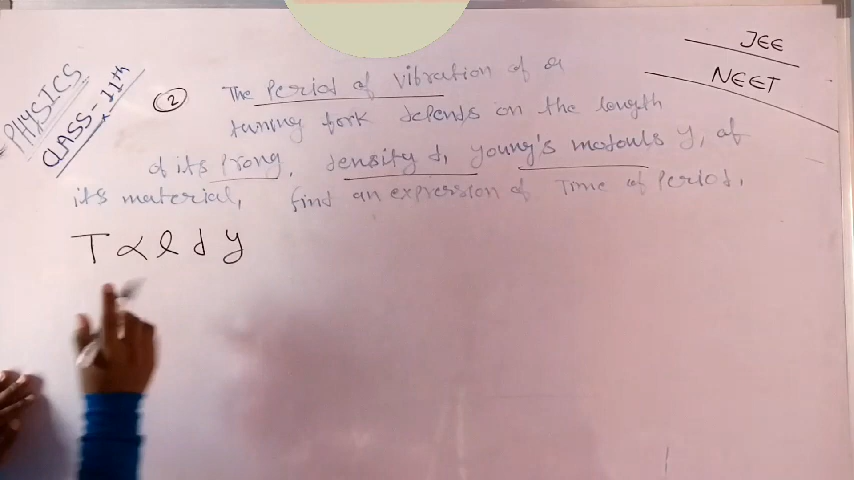 PHYSICS
CLASS-11th
JEE
NEET
2 The Period of Vibration of a
tuning fork depends on the length
of its Prong, density d, young's modouls y, of
its material, find an expression of Time of Period.
T ∝ l d y